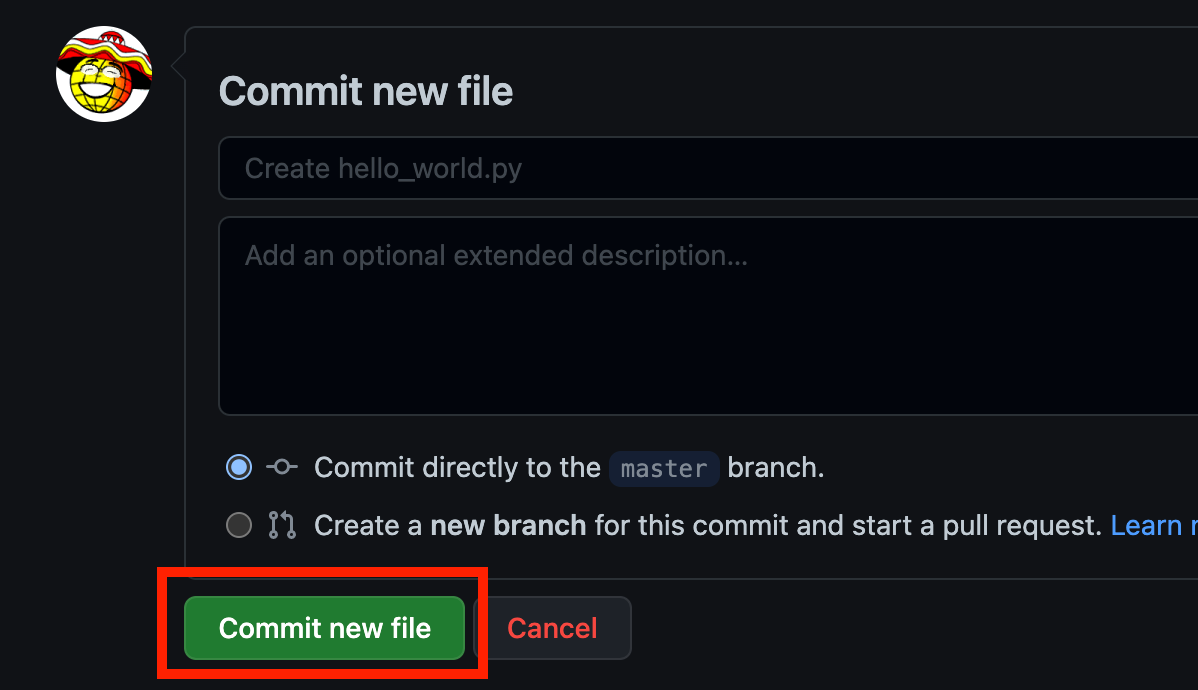 Commit new file
Create hello_world.py
Add an optional extended description...
Commit directly to the master branch.
Create a new branch for this commit and start a pull request. Learn
Commit new file
Cancel